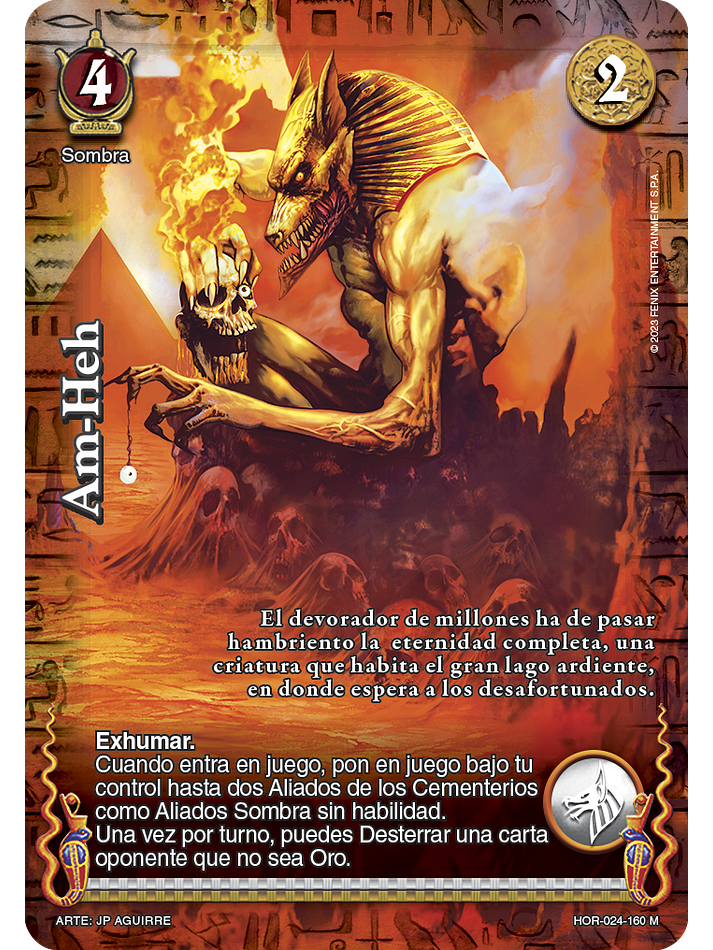 4
2
Sombra
© 2023 FENIX ENTERTAINMENT S.P.A.
Am-Heh
El devorador de millones ha de pasar
hambriento la eternidad completa, una
criatura que habita el gran lago ardiente,
en donde espera a los desafortunados.
Exhumar.
Cuando entra en juego, pon en juego bajo tu
control hasta dos Aliados de los Cementerios
como Aliados Sombra sin habilidad.
Una vez por turno, puedes Desterrar una carta
oponente que no sea Oro.
ARTE: JP AGUIRRE
HOR-024-160 M